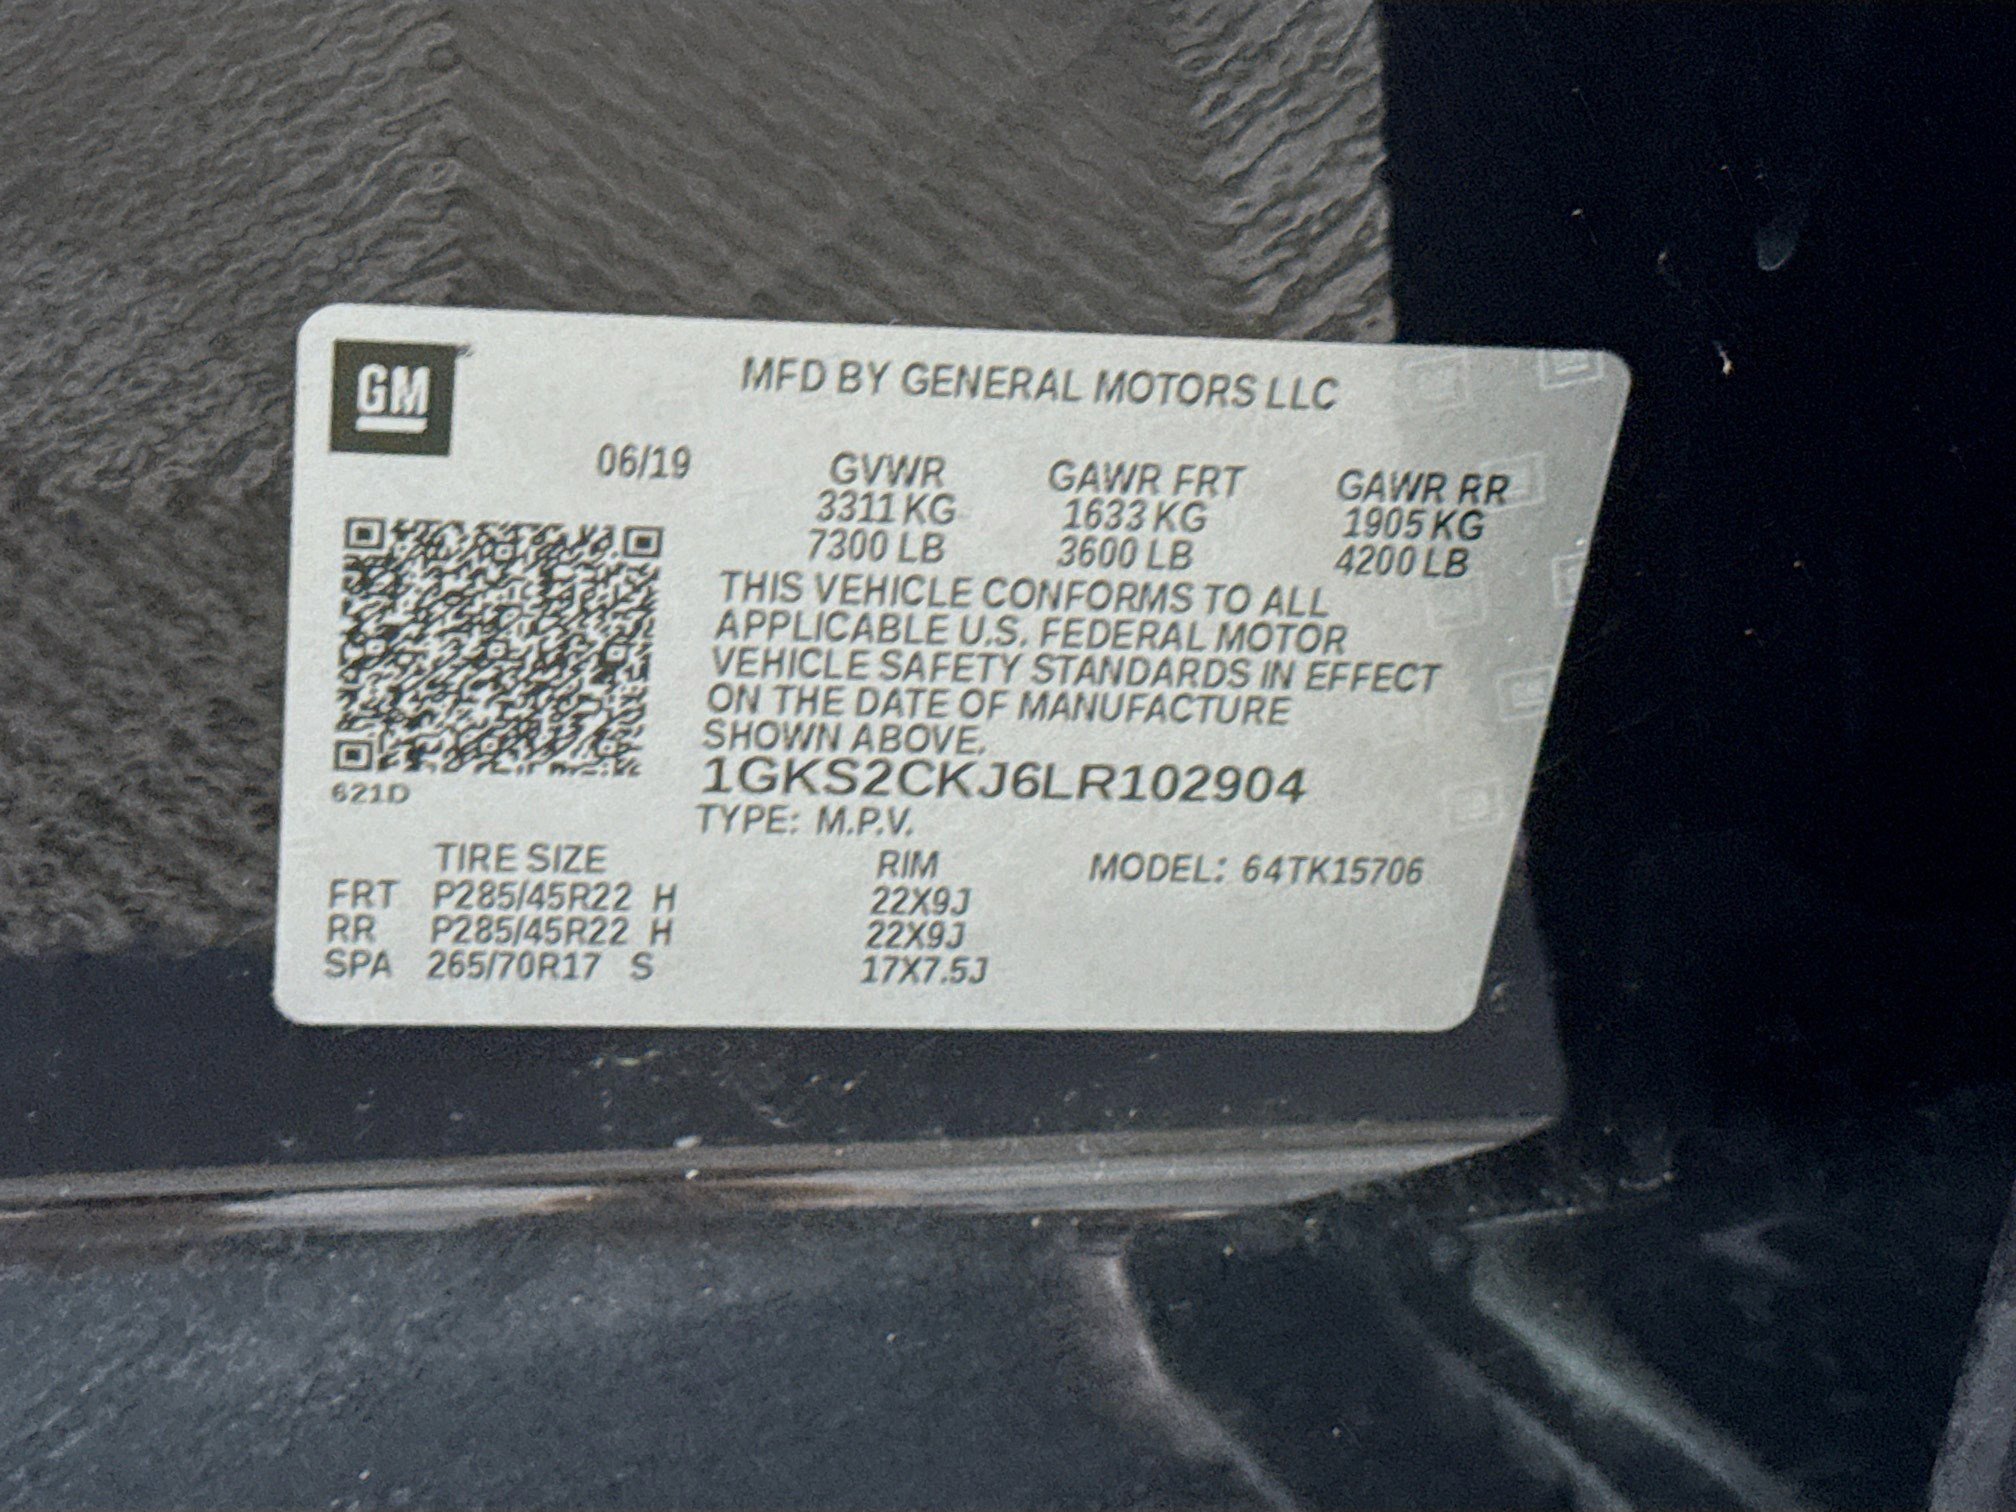 GM
MFD BY GENERAL MOTORS LLC
06/19 GVWR GAWR FRT GAWR RR
3311 KG 1633 KG 1905 KG
7300 LB 3600 LB 4200 LB
THIS VEHICLE CONFORMS TO ALL
APPLICABLE U.S. FEDERAL MOTOR
VEHICLE SAFETY STANDARDS IN EFFECT
ON THE DATE OF MANUFACTURE
SHOWN ABOVE.
1GKS2CKJ6LR102904
621D
TYPE: M.P.V.
TIRE SIZE RIM MODEL: 64TK15706
FRT P285/45R22 H 22X9J
RR P285/45R22 H 22X9J
SPA 265/70R17 S 17X7.5J